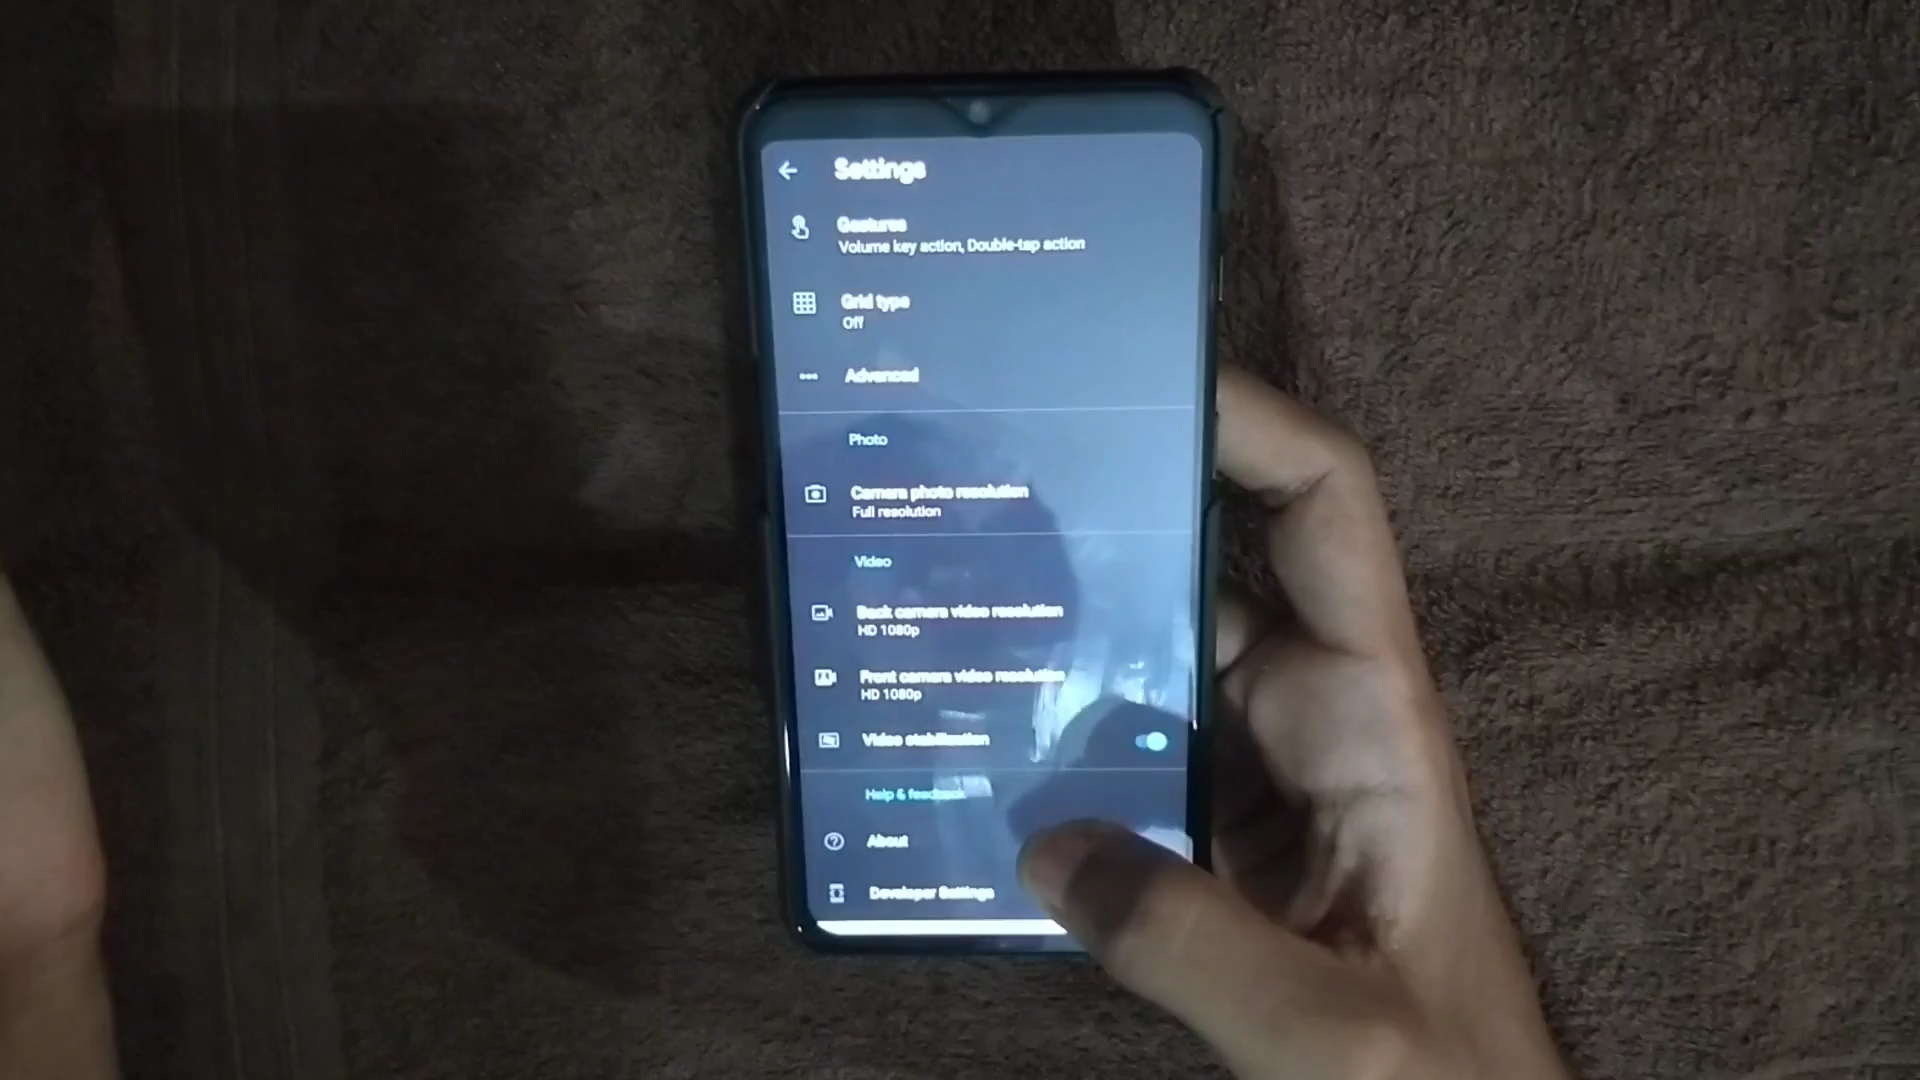 Settings
Gestures
Volume key action, Double-tap action
Grid type
Off
Advanced
Photo
Camera photo resolution
Full resolution
Video
Back camera video resolution
HD 1080p
Front camera video resolution
HD 1080p
Video stabilization
Help & feedback
About
Developer Settings